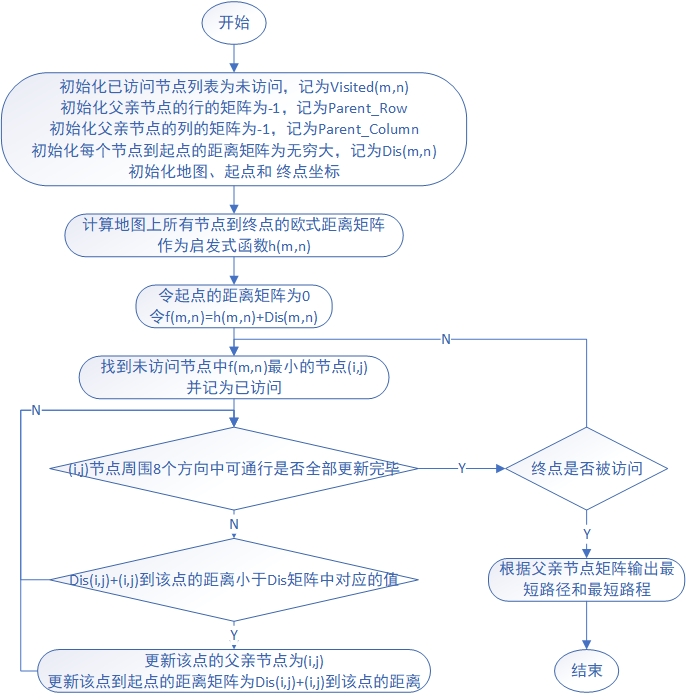 开始
初始化已访问节点列表为未访问，记为Visited(m,n)
初始化父亲节点的行的矩阵为-1，记为Parent_Row
初始化父亲节点的列的矩阵为-1，记为Parent_Column
初始化每个节点到起点的距离矩阵为无穷大，记为Dis(m,n)
初始化地图、起点和 终点坐标
计算地图上所有节点到终点的欧式距离矩阵
作为启发式函数h(m,n)
令起点的距离矩阵为0
令f(m,n)=h(m,n)+Dis(m,n)
N
找到未访问节点中f(m,n)最小的节点(i,j)
并记为已访问
N
(i,j)节点周围8个方向中可通行是否全部更新完毕
Y
终点是否被访问
N
Y
Dis(i,j)+(i,j)到该点的距离小于Dis矩阵中对应的值
根据父亲节点矩阵输出最
短路径和最短路程
Y
更新该点的父亲节点为(i,j)
更新该点到起点的距离矩阵为Dis(i,j)+(i,j)到该点的距离
结束